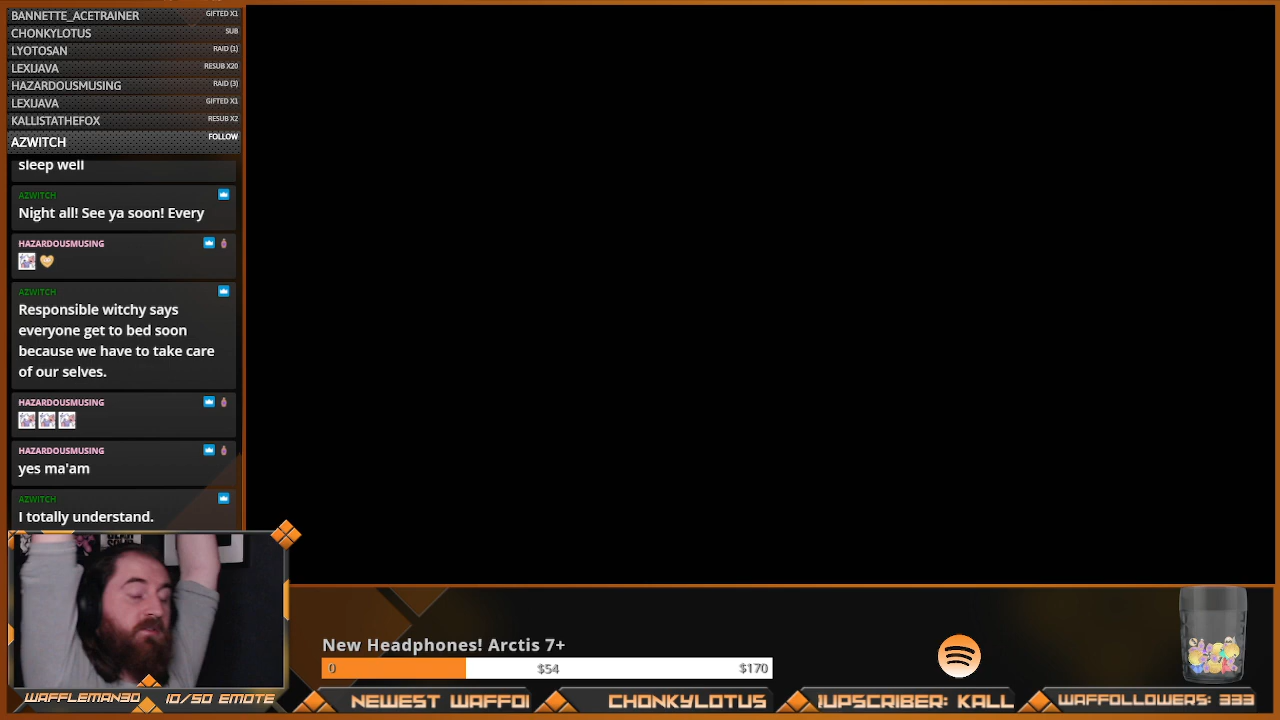 BANNETTE_ACETRAINER GIFTED X1
CHONKYLOTUS SUB
LYOTOSAN RAID (1)
LEXIJAVA RESUB X20
HAZARDOUSMUSING RAID (3)
LEXIJAVA GIFTED X1
KALLISTATHEFOX RESUB X2
AZWITCH FOLLOW
sleep well
AZWITCH
Night all! See ya soon! Every
HAZARDOUSMUSING
AZWITCH
Responsible witchy says
everyone get to bed soon
because we have to take care
of our selves.
HAZARDOUSMUSING
HAZARDOUSMUSING
yes ma'am
AZWITCH
I totally understand.
New Headphones! Arctis 7+
0 $54 $170
WAFFLEMAN3D 10/50 EMOTE NEWEST WAFFO CHONKYLOTUS UPSCRIBER: KALL WAFFOLLOWERS: 333